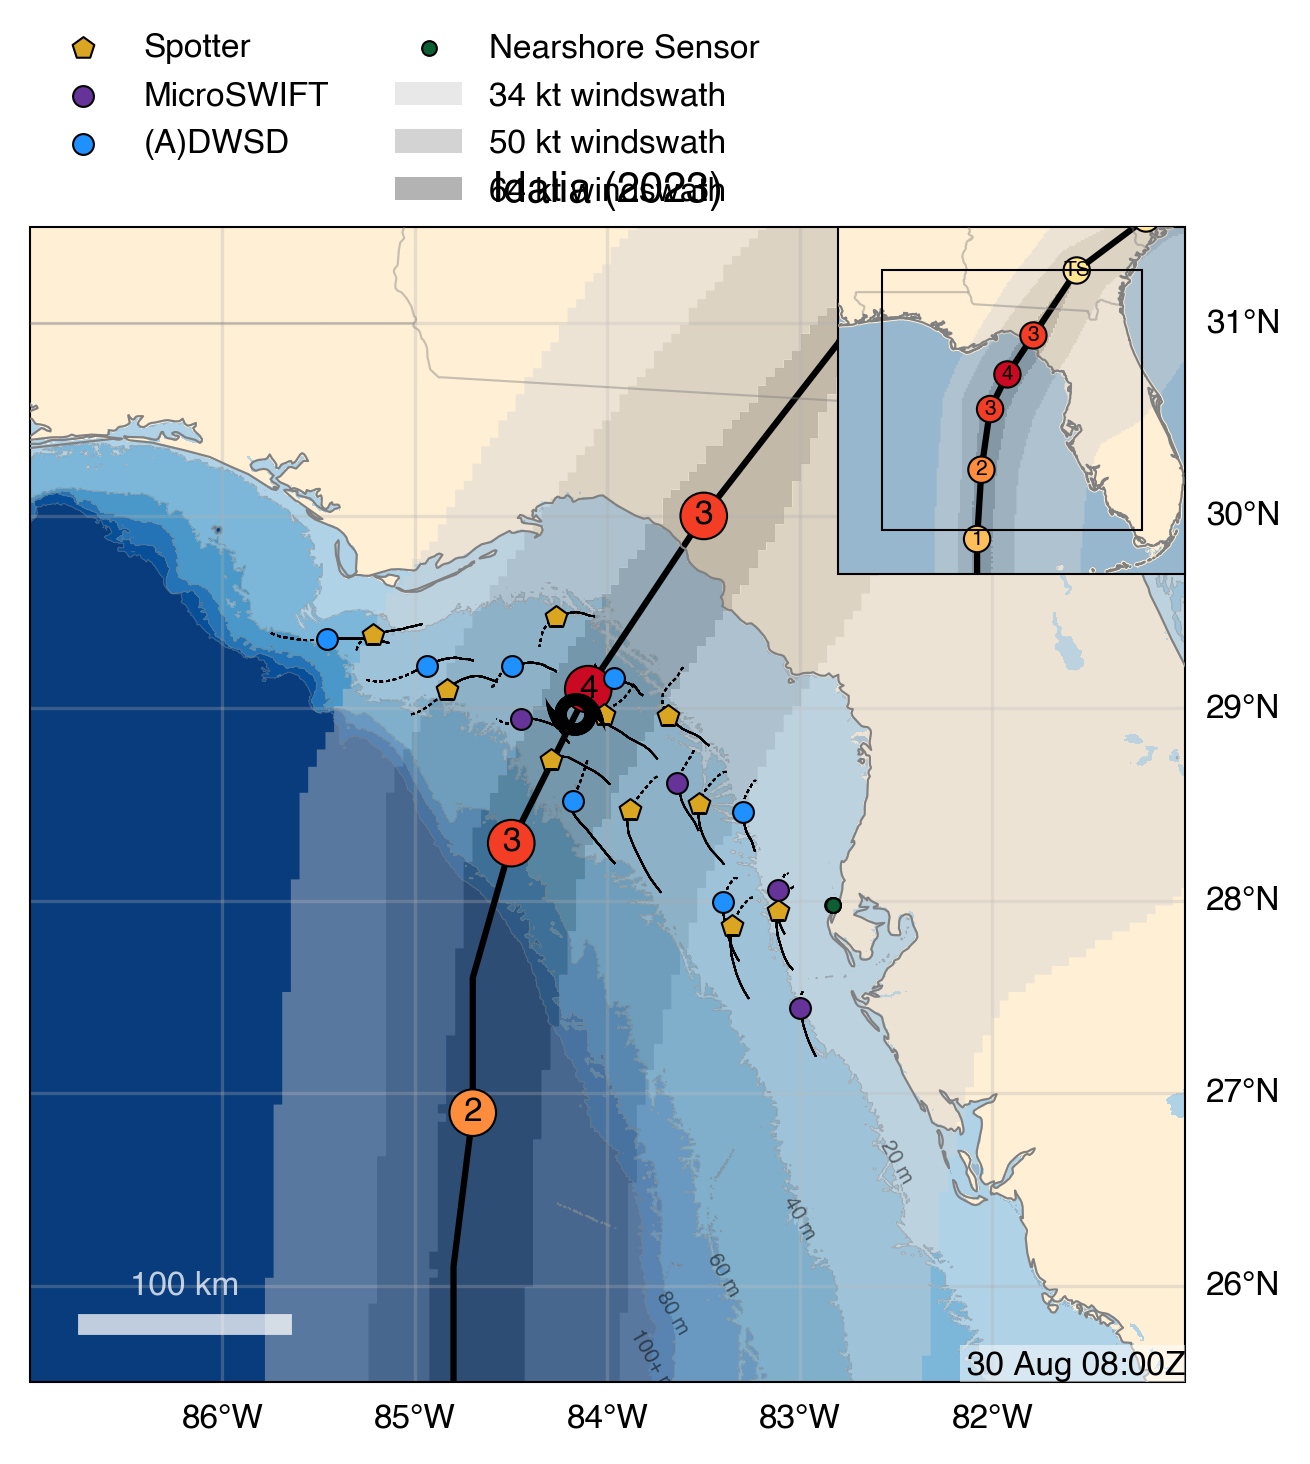 Spotter
MicroSWIFT
(A)DWSD
Nearshore Sensor
34 kt windswath
50 kt windswath
64 kt windswath
Idalia (2023)
TS
3
4
3
2
1
3
4
3
2
31°N
30°N
29°N
28°N
27°N
26°N
20 m
40 m
60 m
80 m
100+ m
100 km
30 Aug 08:00Z
86°W
85°W
84°W
83°W
82°W